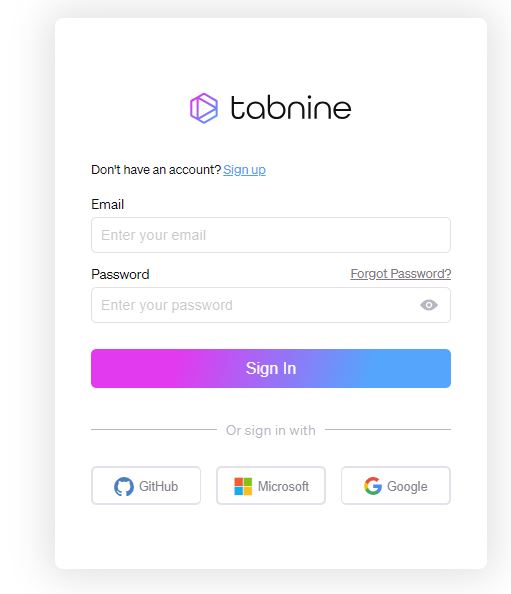 tabnine
Don't have an account? Sign up
Email
Enter your email
Password Forgot Password?
Enter your password
Sign In
Or sign in with
GitHub Microsoft Google